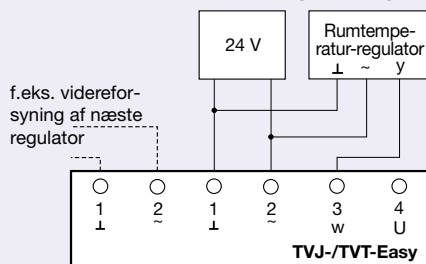 24 V
Rumtempe-
ratur-regulator
⊥ ~ y
f.eks.viderefor-
syning af næste
regulator
1 2 1 2 3 4
⊥ ~ ⊥ ~ w U
TVJ-/TVT-Easy